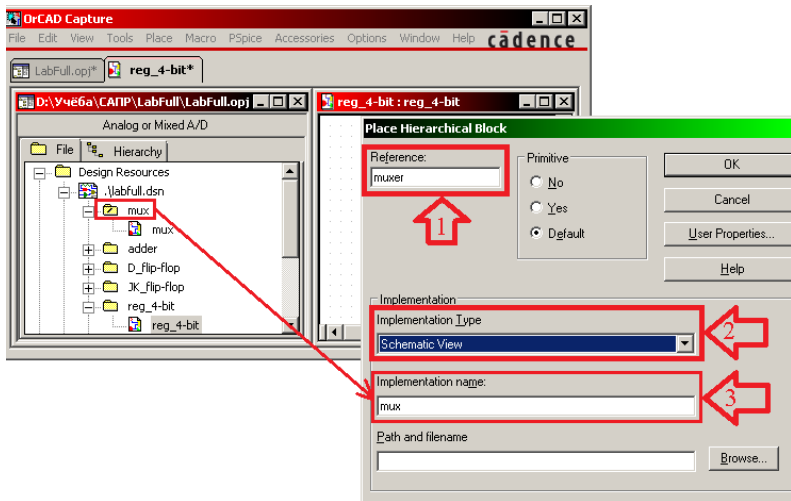 OrCAD Capture
File Edit View Tools Place Macro PSpice Accessories Options Window Help cādence
LabFull.opj* reg_4-bit*
D:\Учёба\САПР\LabFull\LabFull.opj
Analog or Mixed A/D
File Hierarchy
Design Resources
.\labfull.dsn
mux
mux
adder
D_flip-flop
JK_flip-flop
reg_4-bit
reg_4-bit
reg_4-bit : reg_4-bit
Place Hierarchical Block
Reference:
muxer
1
Primitive
No
Yes
Default
OK
Cancel
User Properties...
Help
Implementation
Implementation Type
Schematic View
2
Implementation name:
mux
3
Path and filename
Browse...